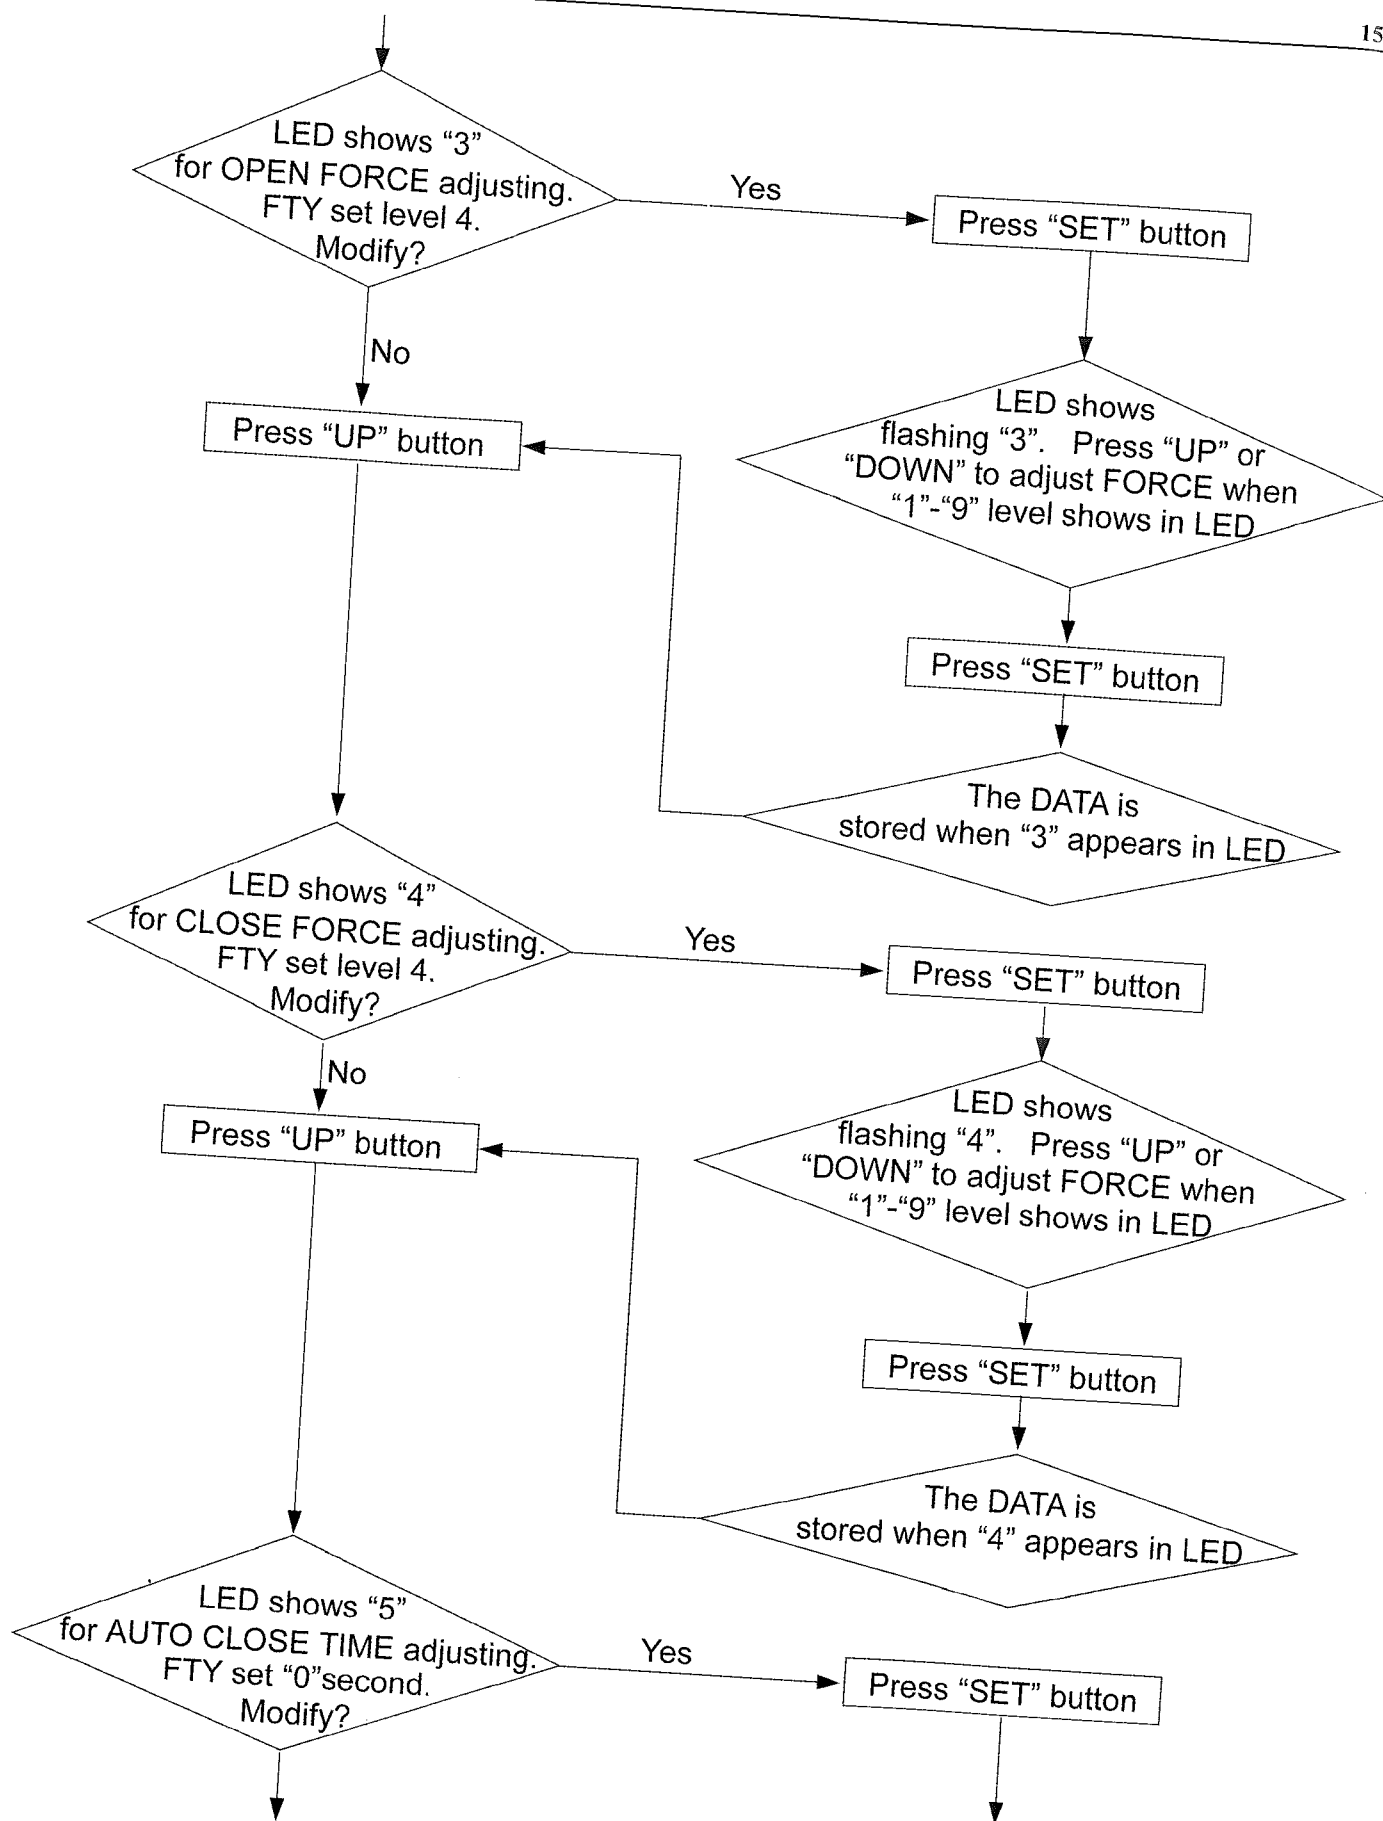 15
LED shows “3”
for OPEN FORCE adjusting.
FTY set level 4.
Modify?
Yes
Press “SET” button
No
Press “UP” button
LED shows
flashing “3”. Press “UP” or
“DOWN” to adjust FORCE when
“1”-“9” level shows in LED
Press “SET” button
The DATA is
stored when “3” appears in LED
LED shows “4”
for CLOSE FORCE adjusting.
FTY set level 4.
Modify?
Yes
Press “SET” button
No
Press “UP” button
LED shows
flashing “4”. Press “UP” or
“DOWN” to adjust FORCE when
“1”-“9” level shows in LED
Press “SET” button
The DATA is
stored when “4” appears in LED
LED shows “5”
for AUTO CLOSE TIME adjusting.
FTY set “0”second.
Modify?
Yes
Press “SET” button